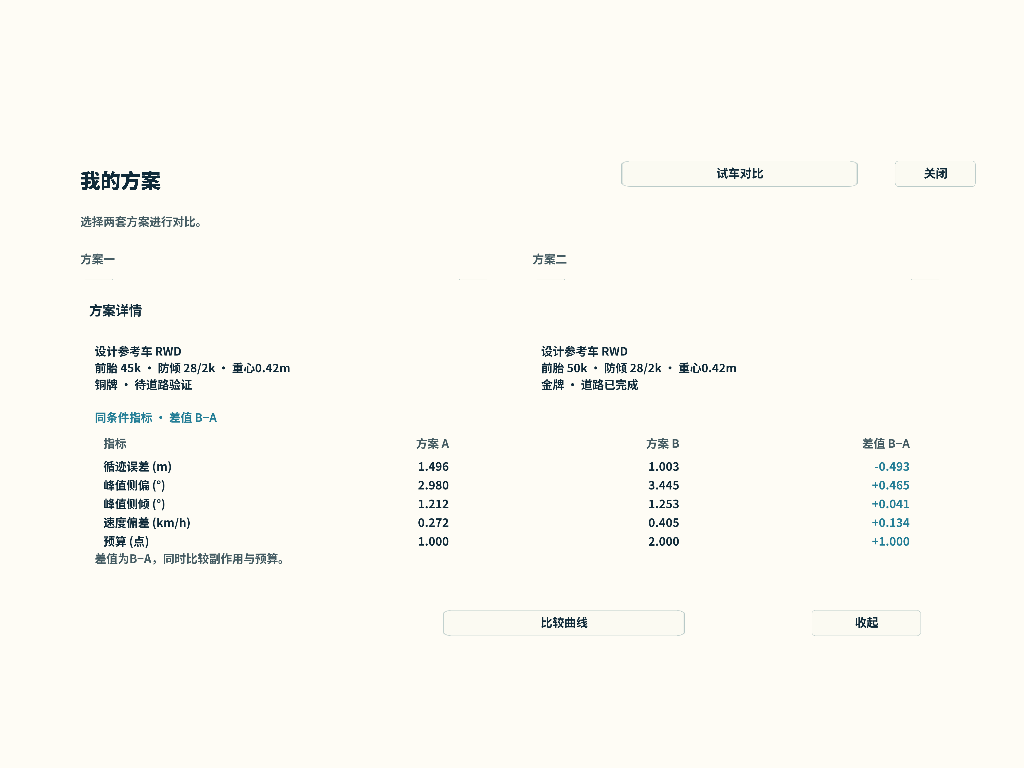 我的方案
试车对比
关闭
选择两套方案进行对比。
方案一
方案二
方案详情
设计参考车 RWD
前胎 45k · 防倾 28/2k · 重心0.42m
铜牌 · 待道路验证
设计参考车 RWD
前胎 50k · 防倾 28/2k · 重心0.42m
金牌 · 道路已完成
同条件指标 · 差值 B−A
指标 方案 A 方案 B 差值 B−A
循迹误差 (m) 1.496 1.003 -0.493
峰值侧偏 (°) 2.980 3.445 +0.465
峰值侧倾 (°) 1.212 1.253 +0.041
速度偏差 (km/h) 0.272 0.405 +0.134
预算 (点) 1.000 2.000 +1.000
差值为B−A，同时比较副作用与预算。
比较曲线
收起